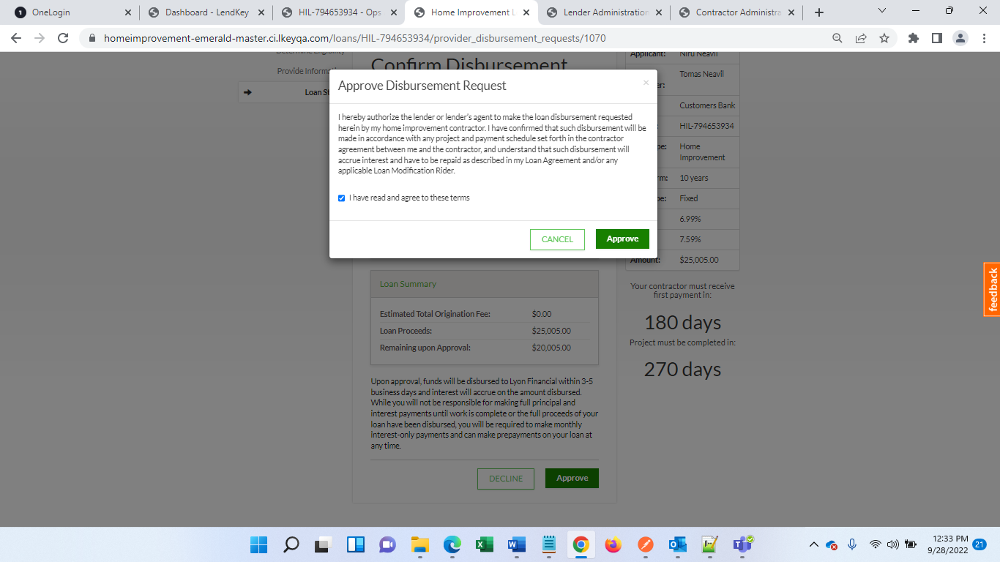 OneLogin
Dashboard - LendKey
HIL-794653934 - Ops
Home Improvement L
Lender Administration
Contractor Administra
homeimprovement-emerald-master.ci.lkeyqa.com/loans/HIL-794653934/provider_disbursement_requests/1070
Determine Eligibility
Provide Informa
Loan St
Confirm Disbursement
Approve Disbursement Request
×
I hereby authorize the lender or lender's agent to make the loan disbursement requested
herein by my home improvement contractor. I have confirmed that such disbursement will be
made in accordance with any project and payment schedule set forth in the contractor
agreement between me and the contractor, and understand that such disbursement will
accrue interest and have to be repaid as described in my Loan Agreement and/or any
applicable Loan Modification Rider.
I have read and agree to these terms
CANCEL
Approve
Loan Summary
Estimated Total Origination Fee: $0.00
Loan Proceeds: $25,005.00
Remaining upon Approval: $20,005.00
Upon approval, funds will be disbursed to Lyon Financial within 3-5
business days and interest will accrue on the amount disbursed.
While you will not be responsible for making full principal and
interest payments until work is complete or the full proceeds of your
loan have been disbursed, you will be required to make monthly
interest-only payments and can make prepayments on your loan at
any time.
DECLINE
Approve
Applicant: Niru Neavil
Tomas Neavil
er:
Customers Bank
HIL-794653934
pe: Home
Improvement
rm: 10 years
pe: Fixed
6.99%
7.59%
Amount: $25,005.00
Your contractor must receive
first payment in:
180 days
Project must be completed in:
270 days
feedback
12:33 PM
9/28/2022
21